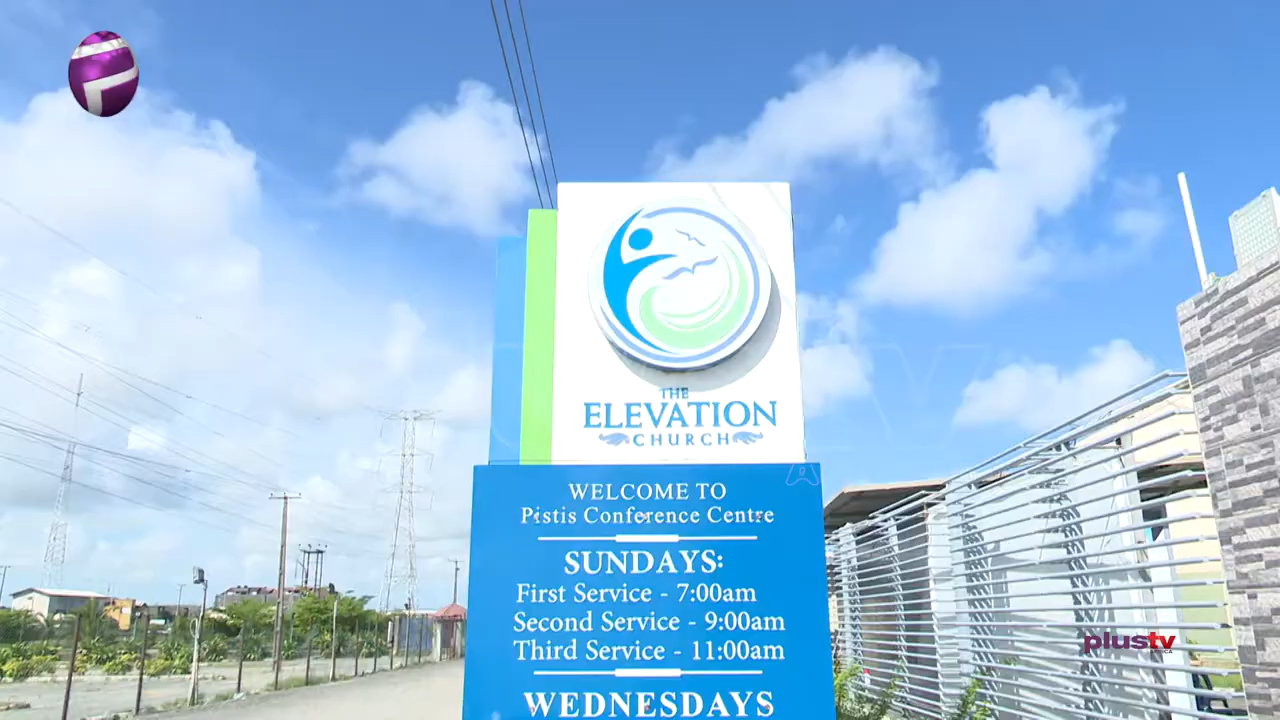 THE
ELEVATION
CHURCH
WELCOME TO
Pistis Conference Centre
SUNDAYS:
First Service - 7:00am
Second Service - 9:00am
Third Service - 11:00am
WEDNESDAYS
plustv